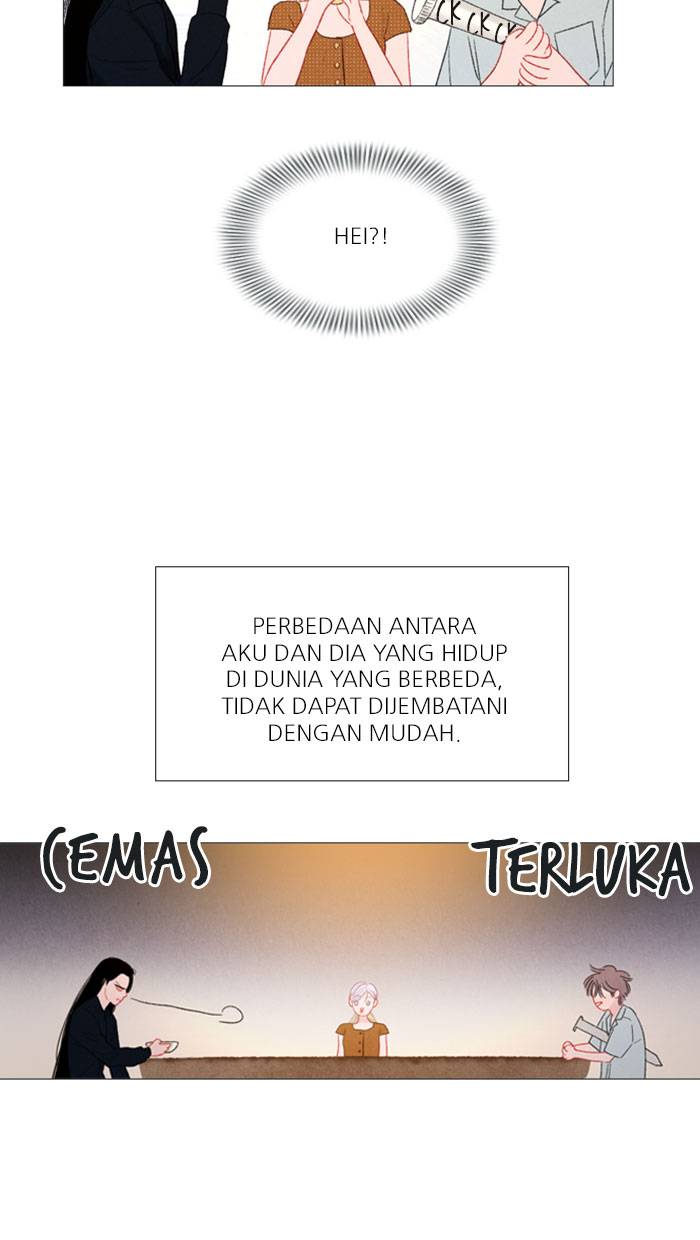 CKCKCK
HEI?!
PERBEDAAN ANTARA
AKU DAN DIA YANG HIDUP
DI DUNIA YANG BERBEDA,
TIDAK DAPAT DIJEMBATANI
DENGAN MUDAH.
CEMAS
TERLUKA